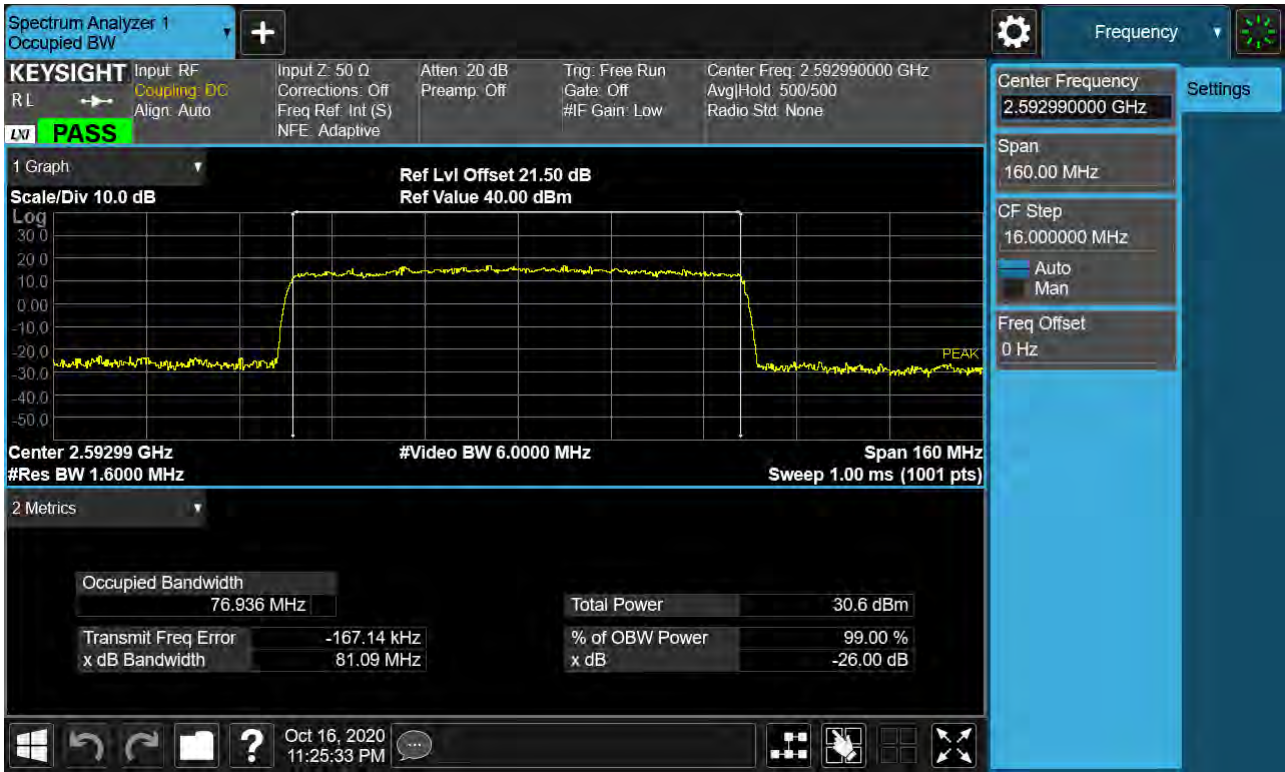 Spectrum Analyzer 1
Occupied BW
+
Frequency
KEYSIGHT
RL
LXI
PASS
Input: RF
Coupling: DC
Align: Auto
Input Z: 50 Ω
Corrections: Off
Freq Ref: Int (S)
NFE: Adaptive
Atten: 20 dB
Preamp: Off
Trig: Free Run
Gate: Off
#IF Gain: Low
Center Freq: 2.592990000 GHz
Avg|Hold: 500/500
Radio Std: None
Center Frequency
2.592990000 GHz
Settings
Span
160.00 MHz
CF Step
16.000000 MHz
Auto
Man
Freq Offset
0 Hz
1 Graph
Scale/Div 10.0 dB
Ref Lvl Offset 21.50 dB
Ref Value 40.00 dBm
Log
30.0
20.0
10.0
0.00
-10.0
-20.0
-30.0
-40.0
-50.0
PEAK
Center 2.59299 GHz
#Video BW 6.0000 MHz
Span 160 MHz
#Res BW 1.6000 MHz
Sweep 1.00 ms (1001 pts)
2 Metrics
Occupied Bandwidth
76.936 MHz
Total Power 30.6 dBm
Transmit Freq Error -167.14 kHz
% of OBW Power 99.00 %
x dB Bandwidth 81.09 MHz
x dB -26.00 dB
?
Oct 16, 2020
11:25:33 PM